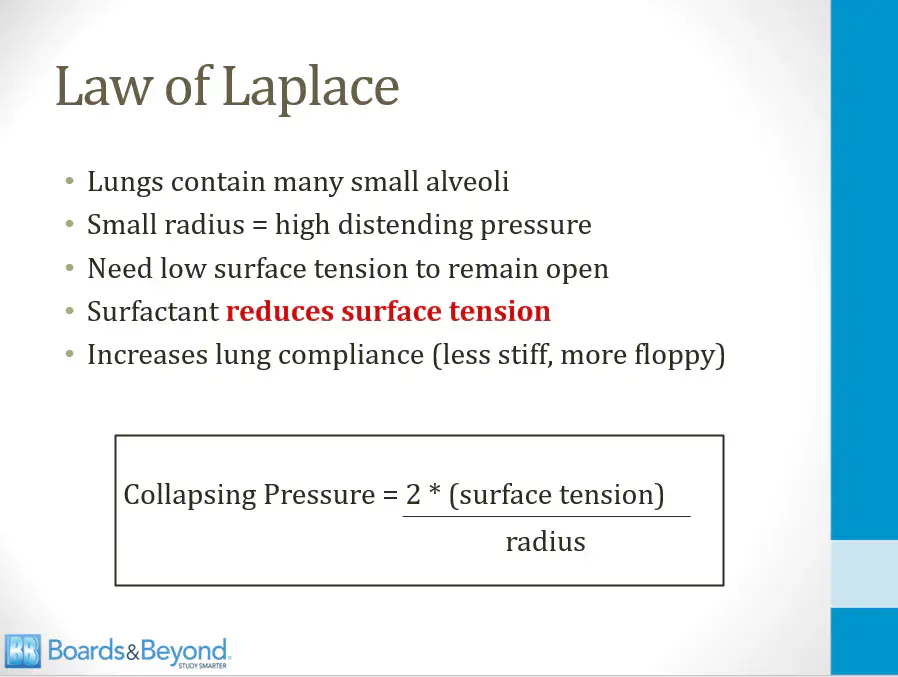 Law of Laplace
• Lungs contain many small alveoli
• Small radius = high distending pressure
• Need low surface tension to remain open
• Surfactant reduces surface tension
• Increases lung compliance (less stiff, more floppy)
Collapsing Pressure = 2 * (surface tension)
radius
BB Boards&Beyond.
STUDY SMARTER